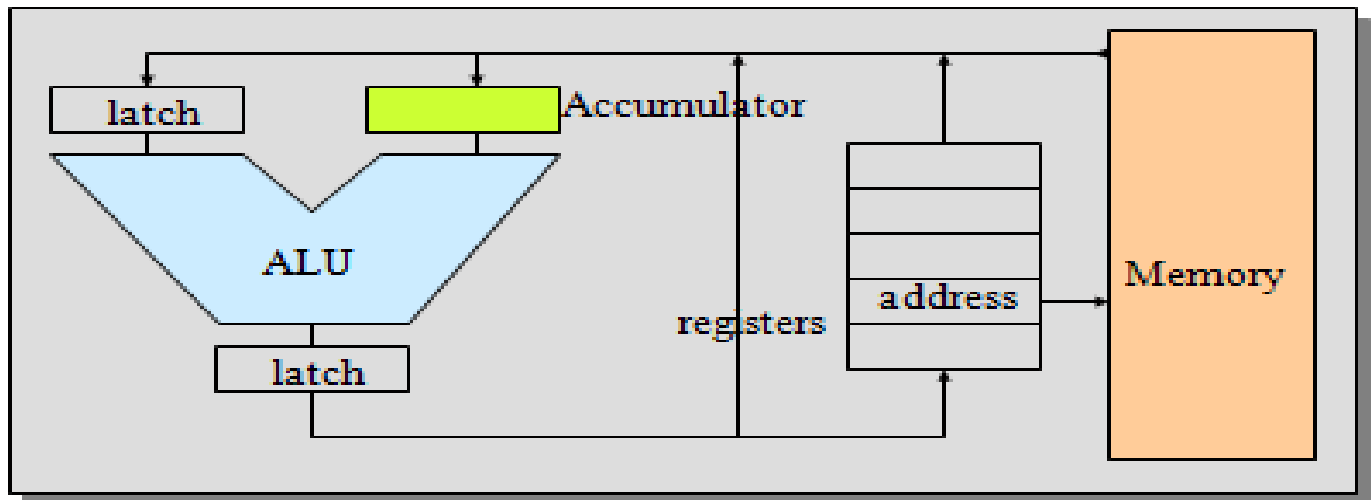 latch
Accumulator
ALU
address
Memory
registers
latch